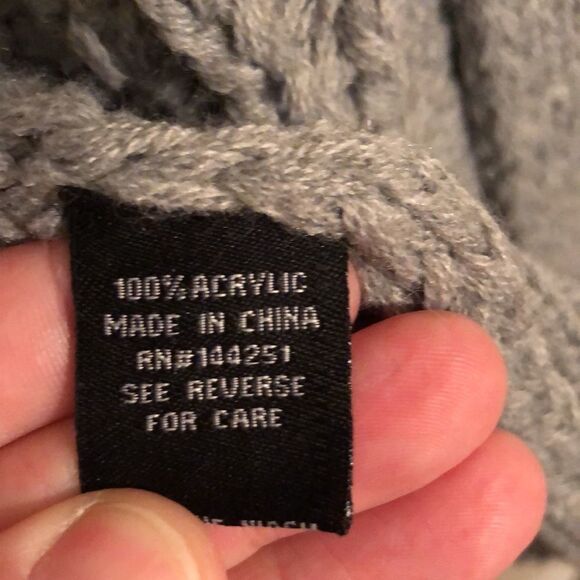 100% ACRYLIC
MADE IN CHINA
RN#144251
SEE REVERSE
FOR CARE